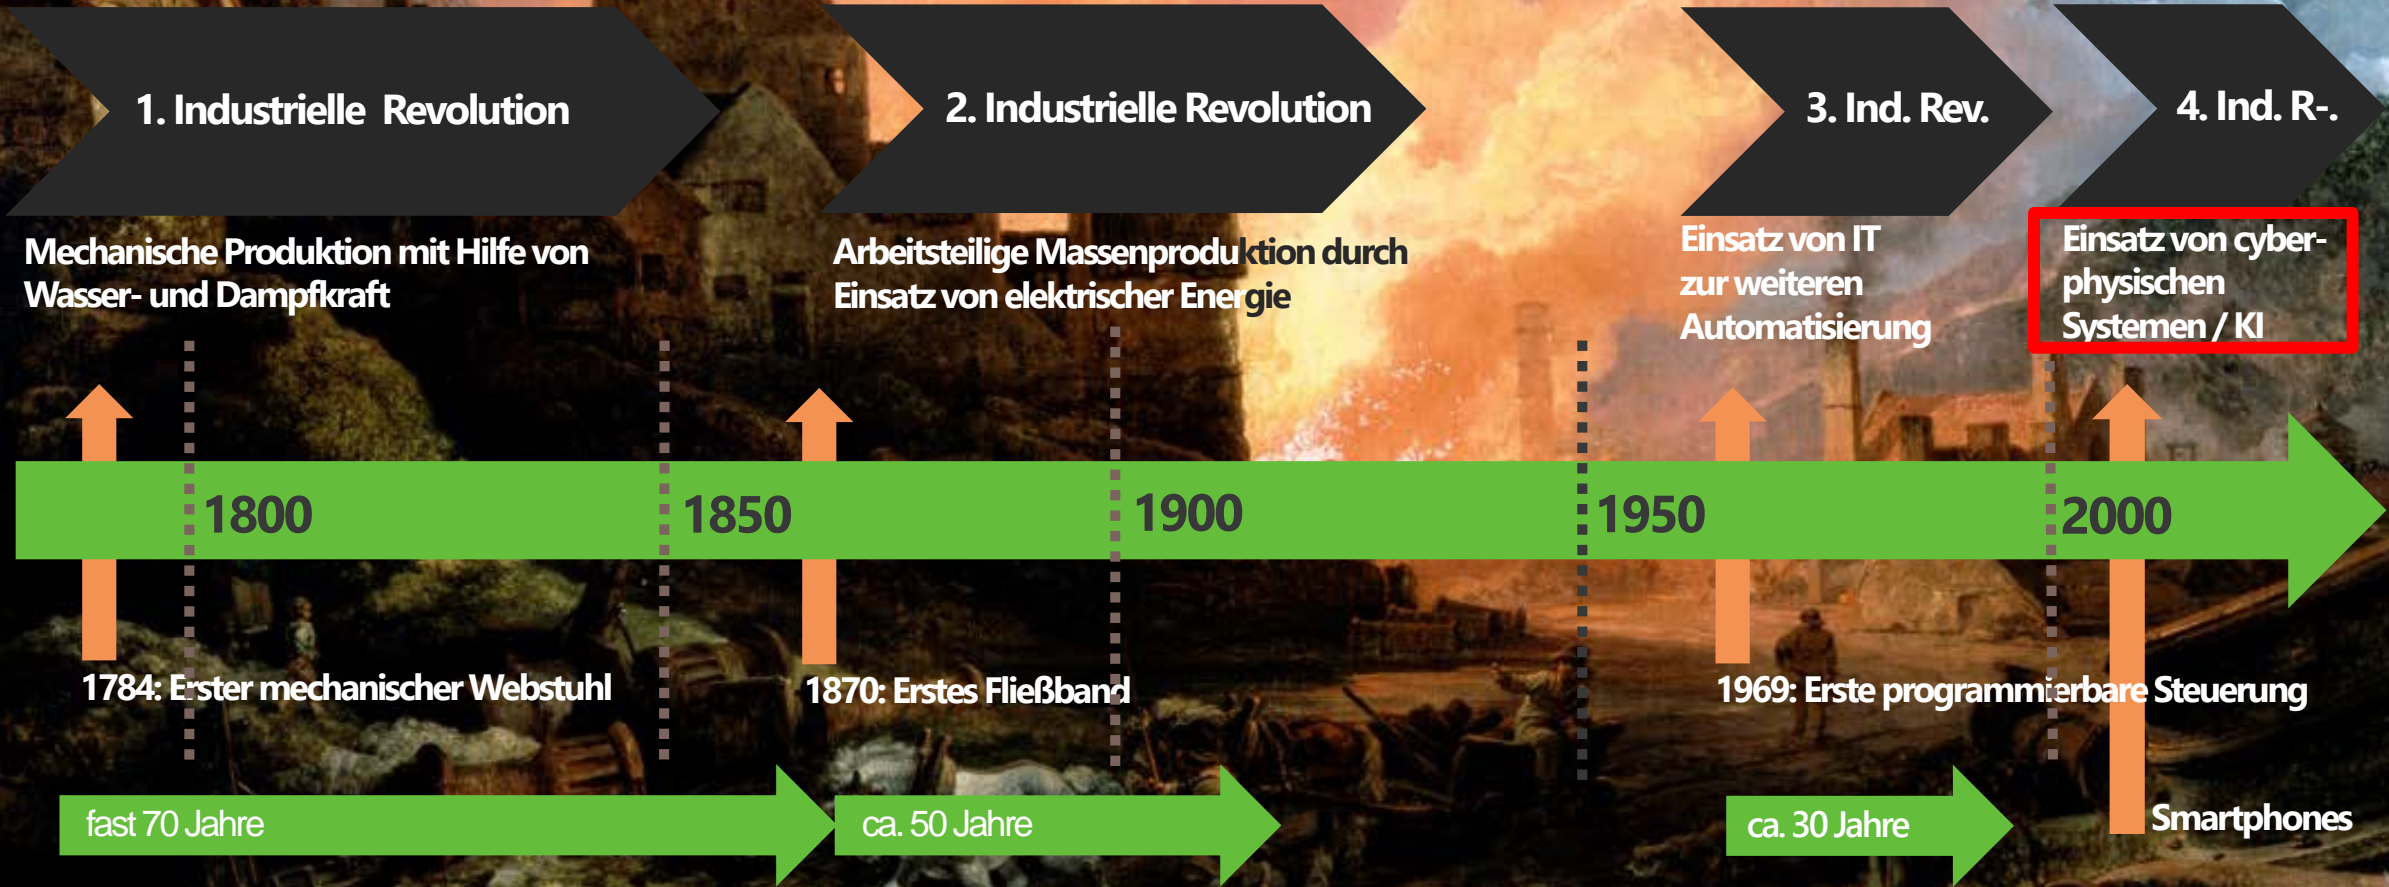 1. Industrielle Revolution
2. Industrielle Revolution
3. Ind. Rev.
4. Ind. R-.
Mechanische Produktion mit Hilfe von
Wasser- und Dampfkraft
Arbeitsteilige Massenproduktion durch
Einsatz von elektrischer Energie
Einsatz von IT
zur weiteren
Automatisierung
Einsatz von cyber-
physischen
Systemen / KI
1800
1850
1900
1950
2000
1784: Erster mechanischer Webstuhl
1870: Erstes Fließband
1969: Erste programmierbare Steuerung
fast 70 Jahre
ca. 50 Jahre
ca. 30 Jahre
Smartphones